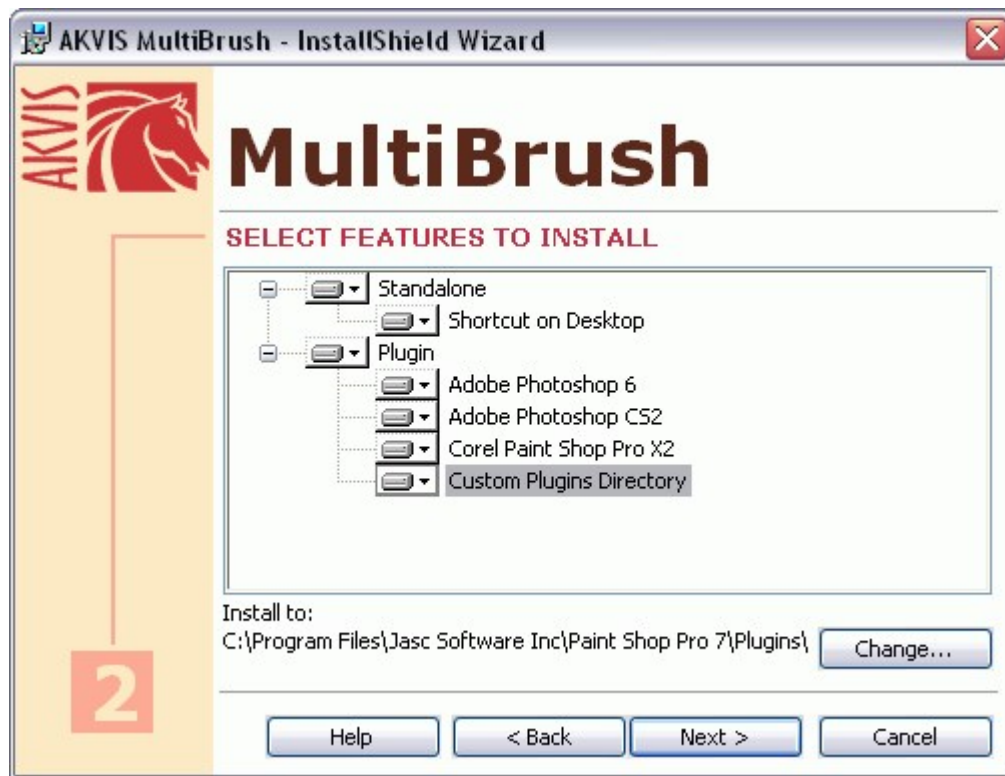 AKVIS MultiBrush - InstallShield Wizard
AKVIS
MultiBrush
SELECT FEATURES TO INSTALL
Standalone
Shortcut on Desktop
Plugin
Adobe Photoshop 6
Adobe Photoshop CS2
Corel Paint Shop Pro X2
Custom Plugins Directory
Install to:
C:\Program Files\Jasc Software Inc\Paint Shop Pro 7\Plugins\
Change...
2
Help
< Back
Next >
Cancel